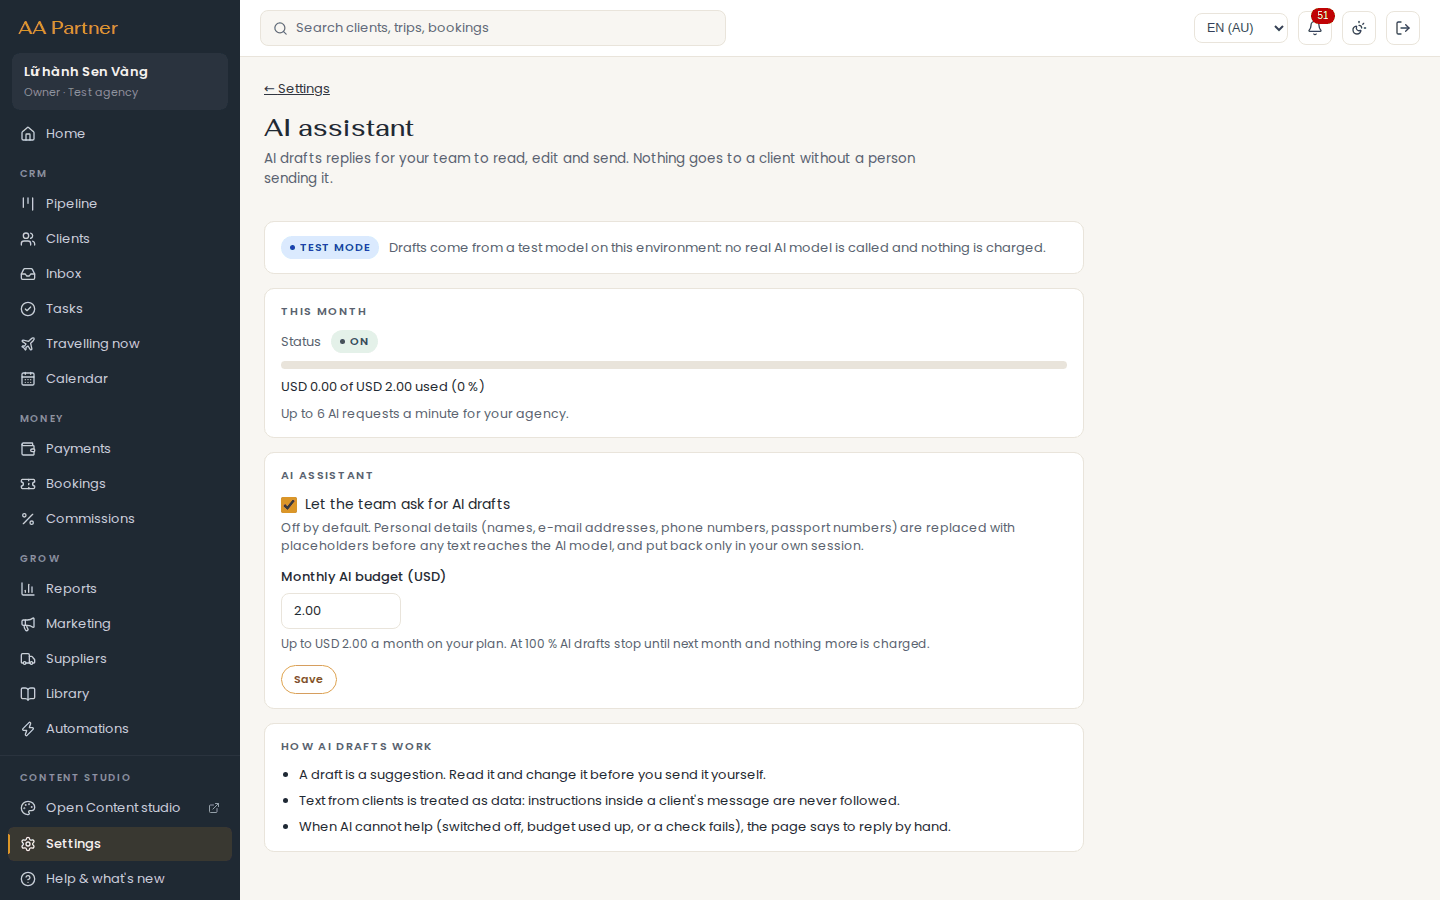 AA Partner
Lữ hành Sen Vàng
Owner · Test agency
Home
CRM
Pipeline
Clients
Inbox
Tasks
Travelling now
Calendar
MONEY
Payments
Bookings
Commissions
GROW
Reports
Marketing
Suppliers
Library
Automations
CONTENT STUDIO
Open Content studio
Settings
Help & what's new
Search clients, trips, bookings
EN (AU)
51
← Settings
AI assistant
AI drafts replies for your team to read, edit and send. Nothing goes to a client without a person
sending it.
TEST MODE
Drafts come from a test model on this environment: no real AI model is called and nothing is charged.
THIS MONTH
Status
ON
USD 0.00 of USD 2.00 used (0 %)
Up to 6 AI requests a minute for your agency.
AI ASSISTANT
Let the team ask for AI drafts
Off by default. Personal details (names, e-mail addresses, phone numbers, passport numbers) are replaced with
placeholders before any text reaches the AI model, and put back only in your own session.
Monthly AI budget (USD)
2.00
Up to USD 2.00 a month on your plan. At 100 % AI drafts stop until next month and nothing more is charged.
Save
HOW AI DRAFTS WORK
A draft is a suggestion. Read it and change it before you send it yourself.
Text from clients is treated as data: instructions inside a client's message are never followed.
When AI cannot help (switched off, budget used up, or a check fails), the page says to reply by hand.